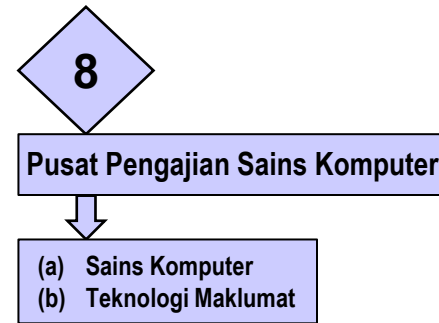 8
Pusat Pengajian Sains Komputer
(a) Sains Komputer
(b) Teknologi Maklumat